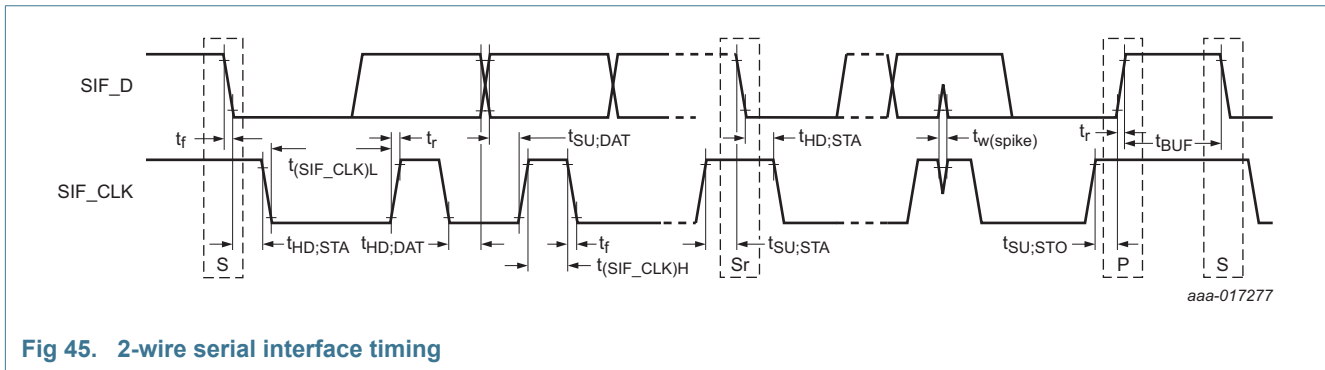 SIF_D
t_f
t_(SIF_CLK)L
t_r
t_SU;DAT
t_HD;STA
t_w(spike)
t_r
t_BUF
SIF_CLK
t_HD;STA
t_HD;DAT
t_f
t_(SIF_CLK)H
t_SU;STA
t_SU;STO
S
Sr
P
S
aaa-017277
Fig 45. 2-wire serial interface timing